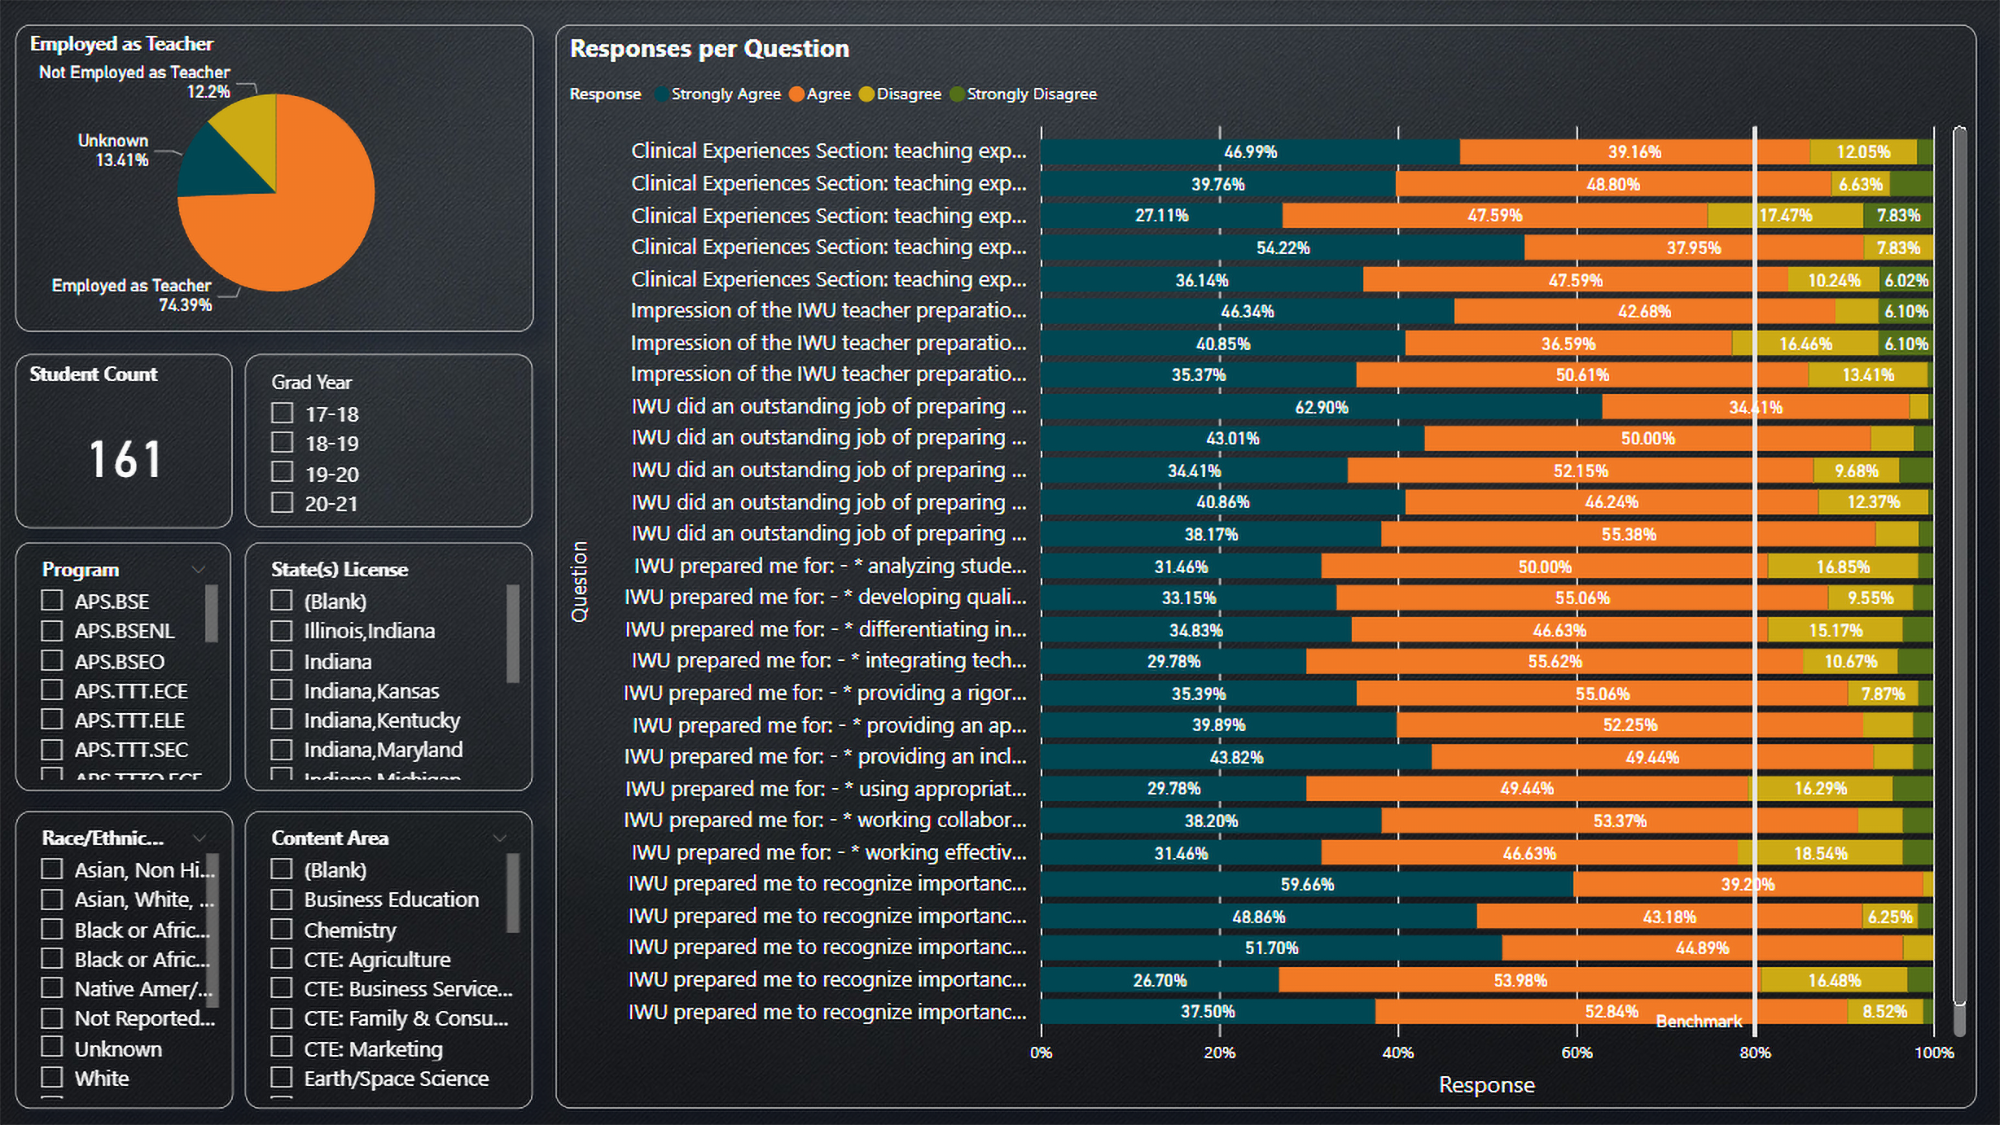 Employed as Teacher
Not Employed as Teacher
12.2%
Unknown
13.41%
Employed as Teacher
74.39%
Student Count
161
Grad Year
17-18
18-19
19-20
20-21
Program
APS.BSE
APS.BSENL
APS.BSEO
APS.TTT.ECE
APS.TTT.ELE
APS.TTT.SEC
State(s) License
(Blank)
Illinois,Indiana
Indiana
Indiana,Kansas
Indiana,Kentucky
Indiana,Maryland
Indiana,Michigan
Race/Ethnic...
Asian, Non Hi...
Asian, White, ...
Black or Afric...
Black or Afric...
Native Amer/...
Not Reported...
Unknown
White
Content Area
(Blank)
Business Education
Chemistry
CTE: Agriculture
CTE: Business Service...
CTE: Family & Consu...
CTE: Marketing
Earth/Space Science
Responses per Question
Response Strongly Agree Agree Disagree Strongly Disagree
Question
Clinical Experiences Section: teaching exp... 46.99% 39.16% 12.05%
Clinical Experiences Section: teaching exp... 39.76% 48.80% 6.63%
Clinical Experiences Section: teaching exp... 27.11% 47.59% 17.47% 7.83%
Clinical Experiences Section: teaching exp... 54.22% 37.95% 7.83%
Clinical Experiences Section: teaching exp... 36.14% 47.59% 10.24% 6.02%
Impression of the IWU teacher preparatio... 46.34% 42.68% 6.10%
Impression of the IWU teacher preparatio... 40.85% 36.59% 16.46% 6.10%
Impression of the IWU teacher preparatio... 35.37% 50.61% 13.41%
IWU did an outstanding job of preparing ... 62.90% 34.41%
IWU did an outstanding job of preparing ... 43.01% 50.00%
IWU did an outstanding job of preparing ... 34.41% 52.15% 9.68%
IWU did an outstanding job of preparing ... 40.86% 46.24% 12.37%
IWU did an outstanding job of preparing ... 38.17% 55.38%
IWU prepared me for: - * analyzing stude... 31.46% 50.00% 16.85%
IWU prepared me for: - * developing quali... 33.15% 55.06% 9.55%
IWU prepared me for: - * differentiating in... 34.83% 46.63% 15.17%
IWU prepared me for: - * integrating tech... 29.78% 55.62% 10.67%
IWU prepared me for: - * providing a rigor... 35.39% 55.06% 7.87%
IWU prepared me for: - * providing an ap... 39.89% 52.25%
IWU prepared me for: - * providing an incl... 43.82% 49.44%
IWU prepared me for: - * using appropriat... 29.78% 49.44% 16.29%
IWU prepared me for: - * working collabor... 38.20% 53.37%
IWU prepared me for: - * working effectiv... 31.46% 46.63% 18.54%
IWU prepared me to recognize importanc... 59.66% 39.20%
IWU prepared me to recognize importanc... 48.86% 43.18% 6.25%
IWU prepared me to recognize importanc... 51.70% 44.89%
IWU prepared me to recognize importanc... 26.70% 53.98% 16.48%
IWU prepared me to recognize importanc... 37.50% 52.84% 8.52%
Benchmark
0% 20% 40% 60% 80% 100%
Response